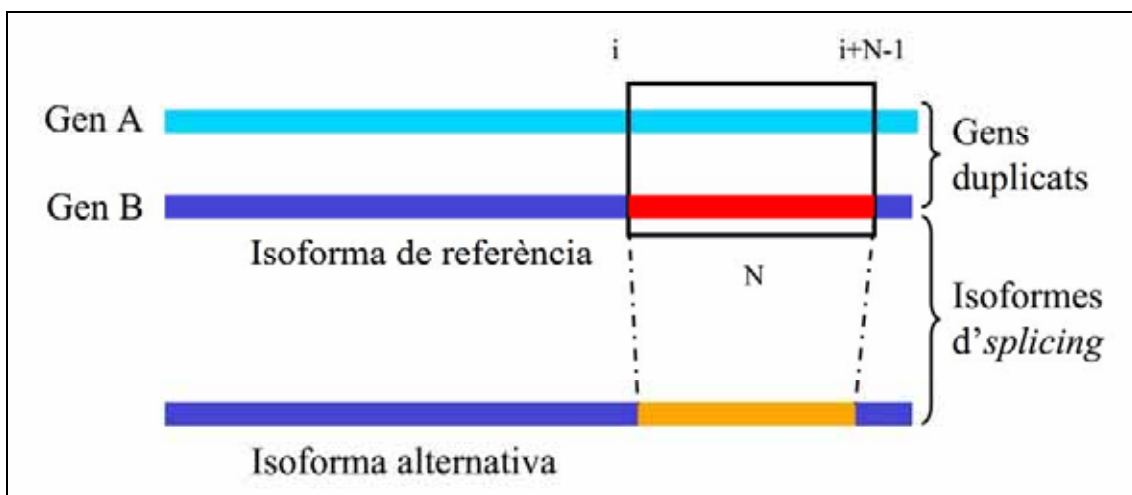 i
i+N-1
Gen A
Gens
duplicats
Gen B
Isoforma de referència
N
Isoformes
d'splicing
Isoforma alternativa